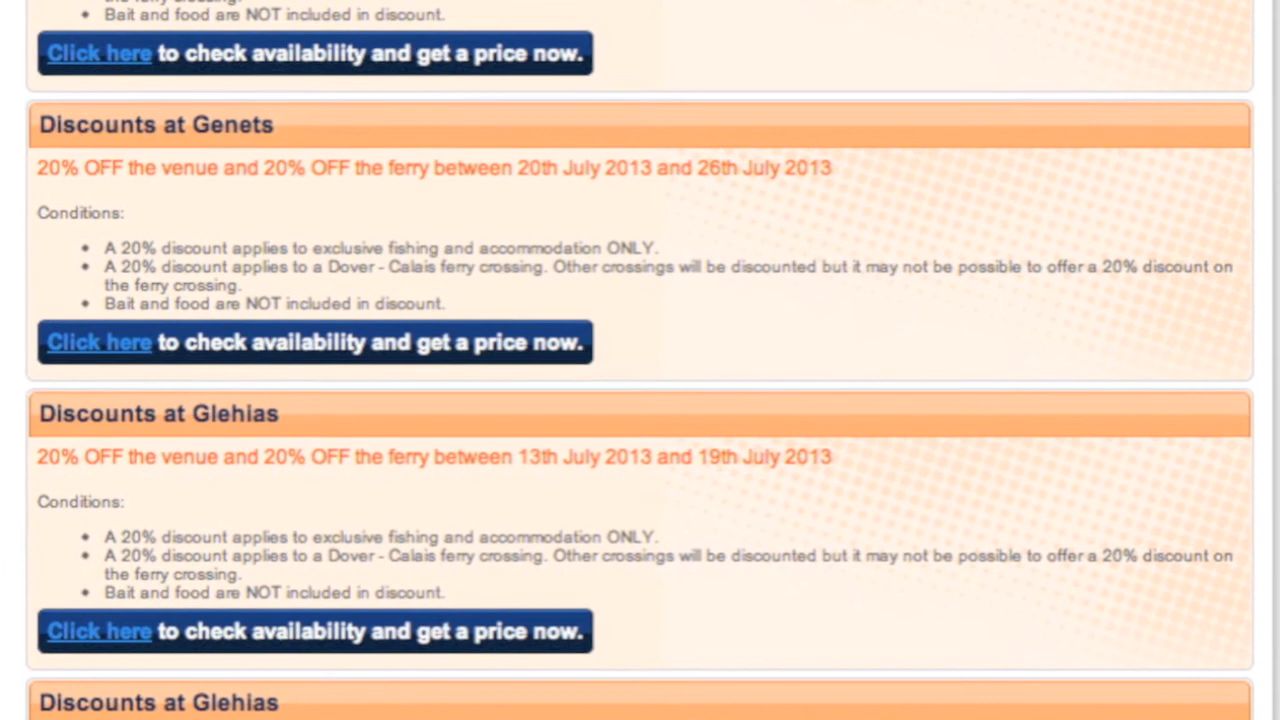 the ferry crossing.
• Bait and food are NOT included in discount.
Click here to check availability and get a price now.
Discounts at Genets
20% OFF the venue and 20% OFF the ferry between 20th July 2013 and 26th July 2013
Conditions:
• A 20% discount applies to exclusive fishing and accommodation ONLY.
• A 20% discount applies to a Dover - Calais ferry crossing. Other crossings will be discounted but it may not be possible to offer a 20% discount on
the ferry crossing.
• Bait and food are NOT included in discount.
Click here to check availability and get a price now.
Discounts at Glehias
20% OFF the venue and 20% OFF the ferry between 13th July 2013 and 19th July 2013
Conditions:
• A 20% discount applies to exclusive fishing and accommodation ONLY.
• A 20% discount applies to a Dover - Calais ferry crossing. Other crossings will be discounted but it may not be possible to offer a 20% discount on
the ferry crossing.
• Bait and food are NOT included in discount.
Click here to check availability and get a price now.
Discounts at Glehias